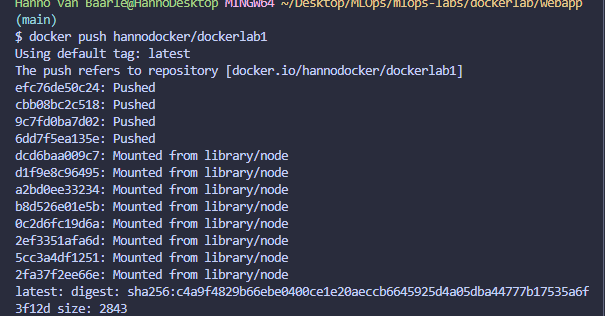 Hanno van Baarle@HannoDesktop MINGW64 ~/Desktop/MLOps/mlops-labs/dockerlab/webapp
(main)
$ docker push hannodocker/dockerlab1
Using default tag: latest
The push refers to repository [docker.io/hannodocker/dockerlab1]
efc76de50c24: Pushed
cbb08bc2c518: Pushed
9c7fd0ba7d02: Pushed
6dd7f5ea135e: Pushed
dcd6baa009c7: Mounted from library/node
d1f9e8c96495: Mounted from library/node
a2bd0ee33234: Mounted from library/node
b8d526e01e5b: Mounted from library/node
0c2d6fc19d6a: Mounted from library/node
2ef3351afa6d: Mounted from library/node
5cc3a4df1251: Mounted from library/node
2fa37f2ee66e: Mounted from library/node
latest: digest: sha256:c4a9f4829b66ebe0400ce1e20aeccb6645925d4a05dba44777b17535a6f
3f12d size: 2843